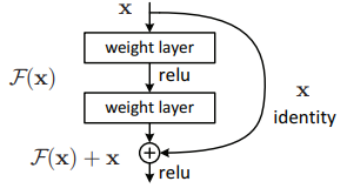 x
weight layer
relu
F(x)
weight layer
x
identity
F(x) + x
+
relu